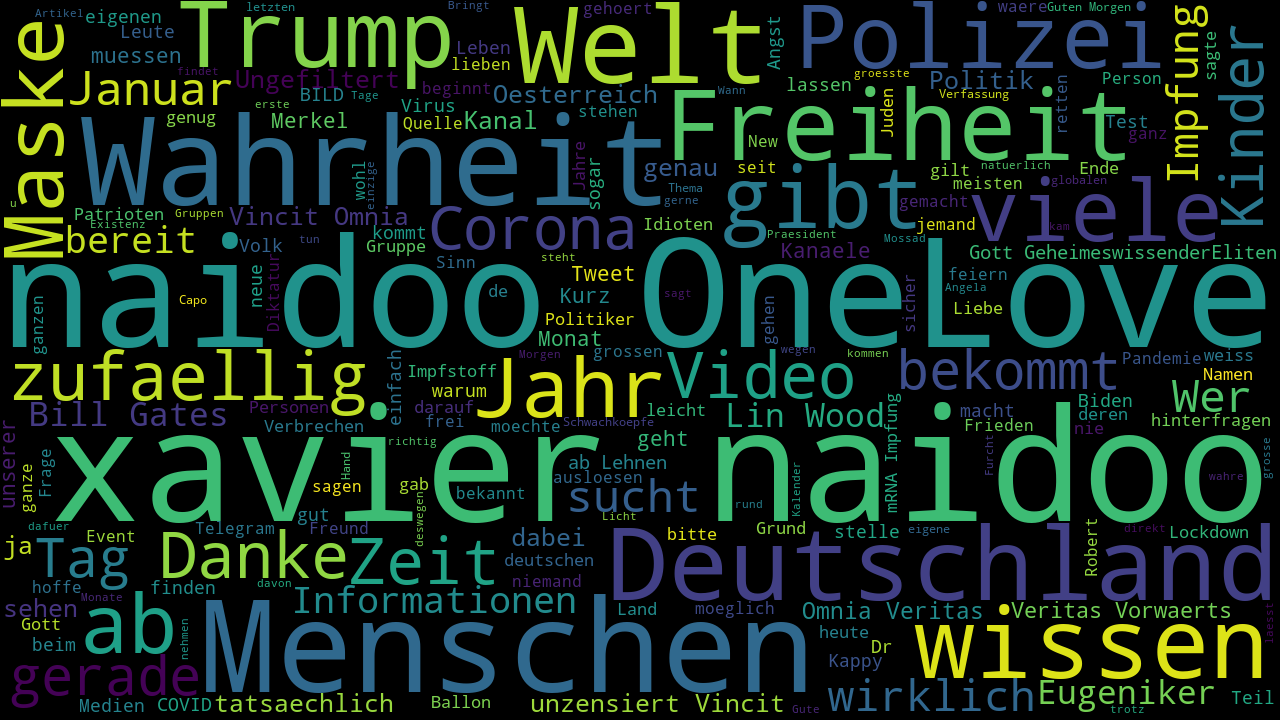 Artikel eigenen letzten Trump Bringt Welt gehoert Polizei waere Guten Morgen
Maske Leute muessen Leben lieben Angst Impfung sagte Kinder
Januar findet Ungefiltert BILD Tage beginnt Oesterreich lassen groesste Politik Person
genug erste Merkel Virus Quelle Kanal stehen Wann Freiheit Juden Verfassung retten Test ganz
Wahrheit wohl einzige Jahre sogar genau New seit gilt natuerlich Ende
u Patrioten Gruppen Existenz Vincit Omnia Corona Thema gerne gibt meisten globalen gemacht viele
bereit Volk tun kommt Gruppe Idioten Praesident jemand kam
Sinn steht Kanaele Mossad Gott GeheimeswissenderEliten
naidoo neue Diktatur Capo de Tweet Kurz sagt OneLove feiern Angela
ganzen Politiker Monat gehen sicher Liebe
zufaellig einfach Morgen grossen wegen kommen Pandemie weiss
Impfstoff warum Jahr Video bekommt Namen
Bill Gates Personen darauf leicht Lin Wood macht Biden deren Wer
unserer Verbrechen frei moechte Schwachkoepfe mRNA Impfung Frieden nie hinterfragen
xavier naidoo richtig geht
Frage ganze Hand ab Lehnen Furcht grosse
sagen gab bekannt ausloesen sucht rund Kalender wahre
dafuer gut deswegen Licht
ja Event Telegram Freund dabei bitte Grund stelle eigene Robert direkt Lockdown
Tag Danke Zeit deutschen Deutschland
hoffe finden davon niemand
Monate sehen Informationen Land moeglich Omnia Veritas Veritas Vorwaerts
Gott ab Menschen heute wissen laesst
beim nehmen Dr Kappy
gerade wirklich Eugeniker Teil
Medien COVID tatsaechlich Ballon unzensiert Vincit Gute trotz